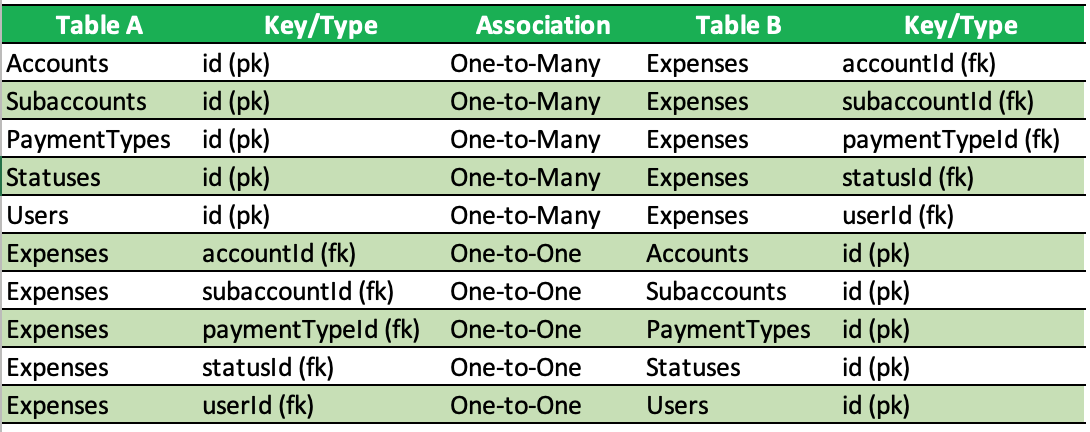 Table A Key/Type Association Table B Key/Type
Accounts id (pk) One-to-Many Expenses accountId (fk)
Subaccounts id (pk) One-to-Many Expenses subaccountId (fk)
PaymentTypes id (pk) One-to-Many Expenses paymentTypeId (fk)
Statuses id (pk) One-to-Many Expenses statusId (fk)
Users id (pk) One-to-Many Expenses userId (fk)
Expenses accountId (fk) One-to-One Accounts id (pk)
Expenses subaccountId (fk) One-to-One Subaccounts id (pk)
Expenses paymentTypeId (fk) One-to-One PaymentTypes id (pk)
Expenses statusId (fk) One-to-One Statuses id (pk)
Expenses userId (fk) One-to-One Users id (pk)